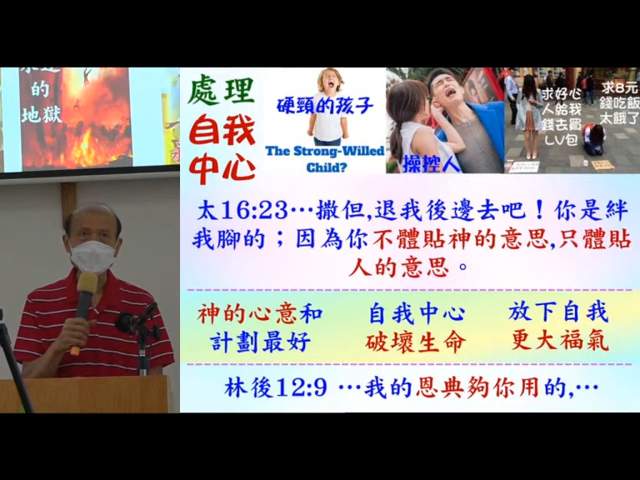 的
地獄
處理
自我
中心
硬頸的孩子
The Strong-Willed
Child?
操控人
求好心
人給我
錢去買
LV包
求8元
錢吃飯
太餓了
太16:23…撒但,退我後邊去吧！你是絆
我腳的；因為你不體貼神的意思,只體貼
人的意思。
神的心意和
計劃最好
自我中心
破壞生命
放下自我
更大福氣
林後12:9 …我的恩典夠你用的,…